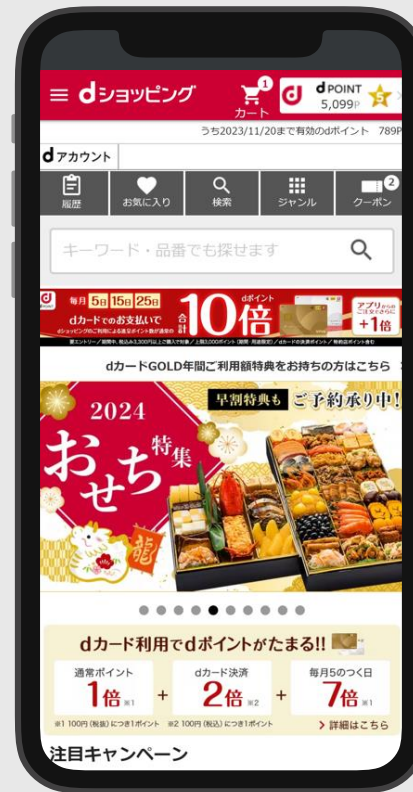 dショッピング
1
カート
d POINT
5,099P
5
うち2023/11/20まで有効のdポイント 789P
dアカウント
履歴
お気に入り
検索
ジャンル
2
クーポン
キーワード・品番でも探せます
毎月 5日 15日 25日
dカードでのお支払いで
合計
dポイント
10倍
アプリからの
ご注文でさらに
+1倍
dカードGOLD年間ご利用額特典をお持ちの方はこちら
早割特典も ご予約承り中!
2024
おせち
特集
龍
dカード利用でdポイントがたまる!!
通常ポイント
1倍 ※1
+
dカード決済
2倍 ※2
+
毎月5のつく日
7倍 ※1
※1 100円(税抜)につき1ポイント ※2 100円(税込)につき1ポイント
詳細はこちら
注目キャンペーン